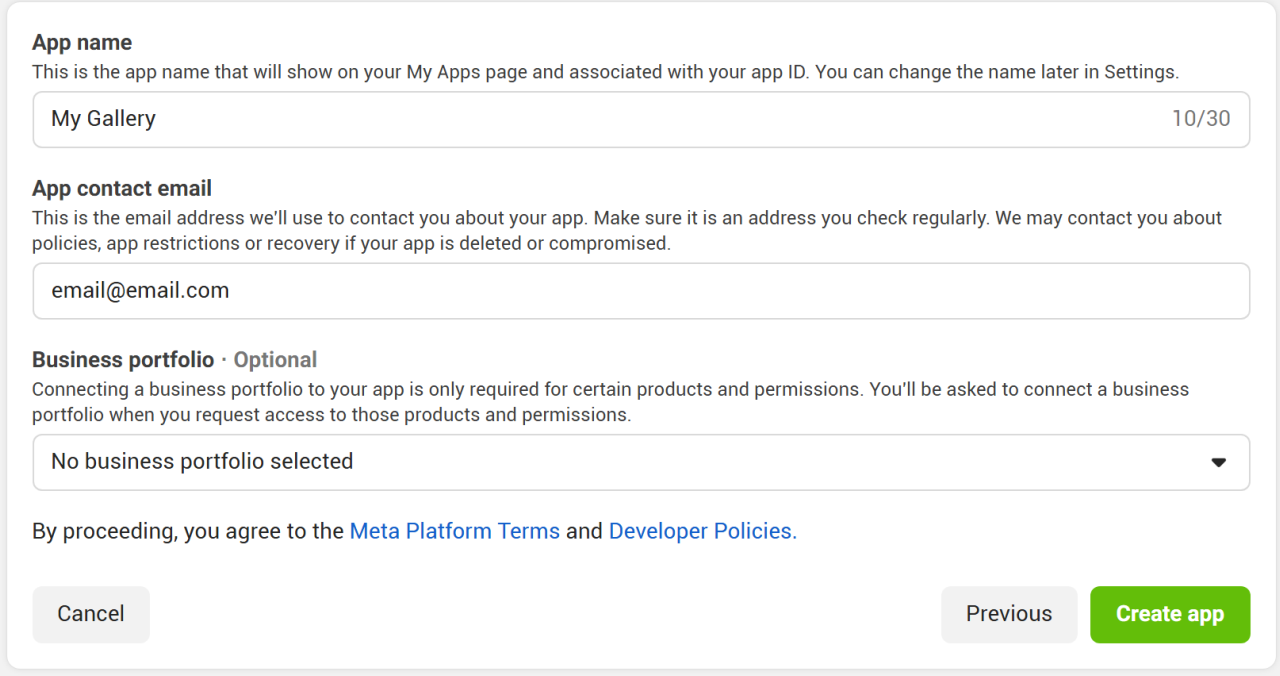 App name
This is the app name that will show on your My Apps page and associated with your app ID. You can change the name later in Settings.
My Gallery 10/30
App contact email
This is the email address we'll use to contact you about your app. Make sure it is an address you check regularly. We may contact you about
policies, app restrictions or recovery if your app is deleted or compromised.
email@email.com
Business portfolio · Optional
Connecting a business portfolio to your app is only required for certain products and permissions. You'll be asked to connect a business
portfolio when you request access to those products and permissions.
No business portfolio selected
By proceeding, you agree to the Meta Platform Terms and Developer Policies.
Cancel Previous Create app